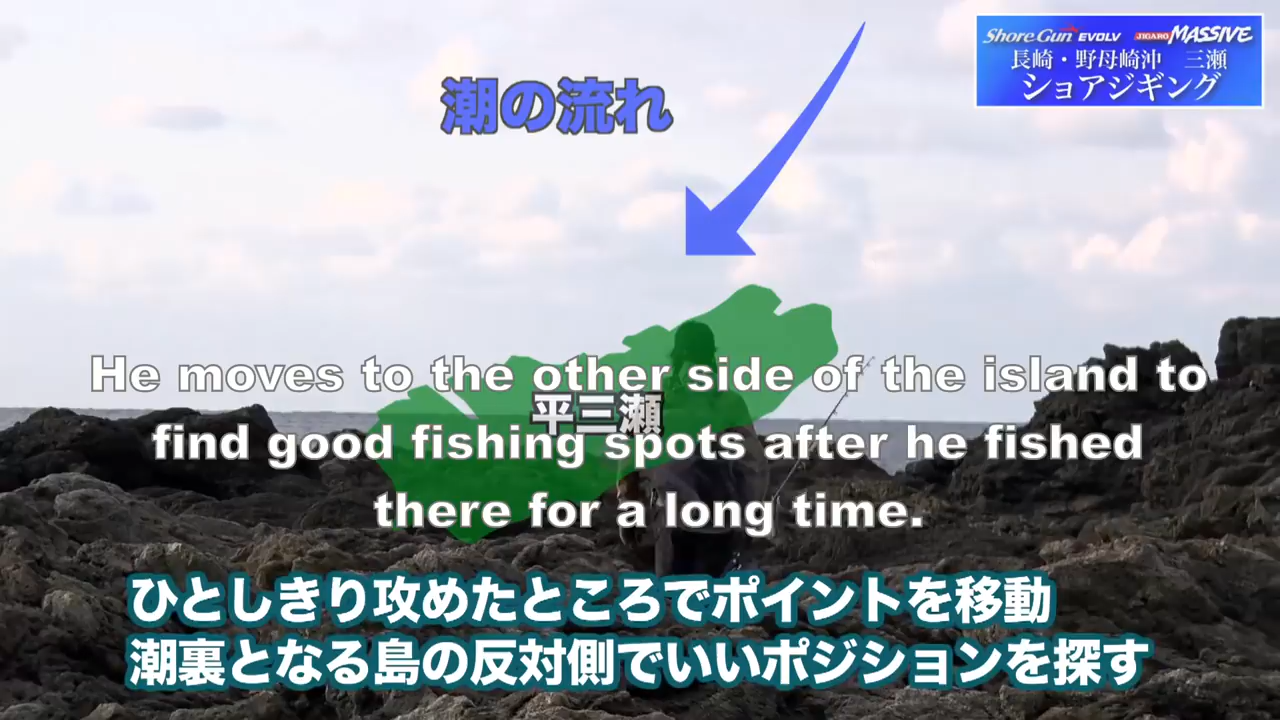 Shore Gun EVOLV JIGARO MASSIVE
長崎・野母崎沖 三瀬
ショアジギング
潮の流れ
He moves to the other side of the island to
平三瀬
find good fishing spots after he fished
there for a long time.
ひとしきり攻めたところでポイントを移動
潮裏となる島の反対側でいいポジションを探す